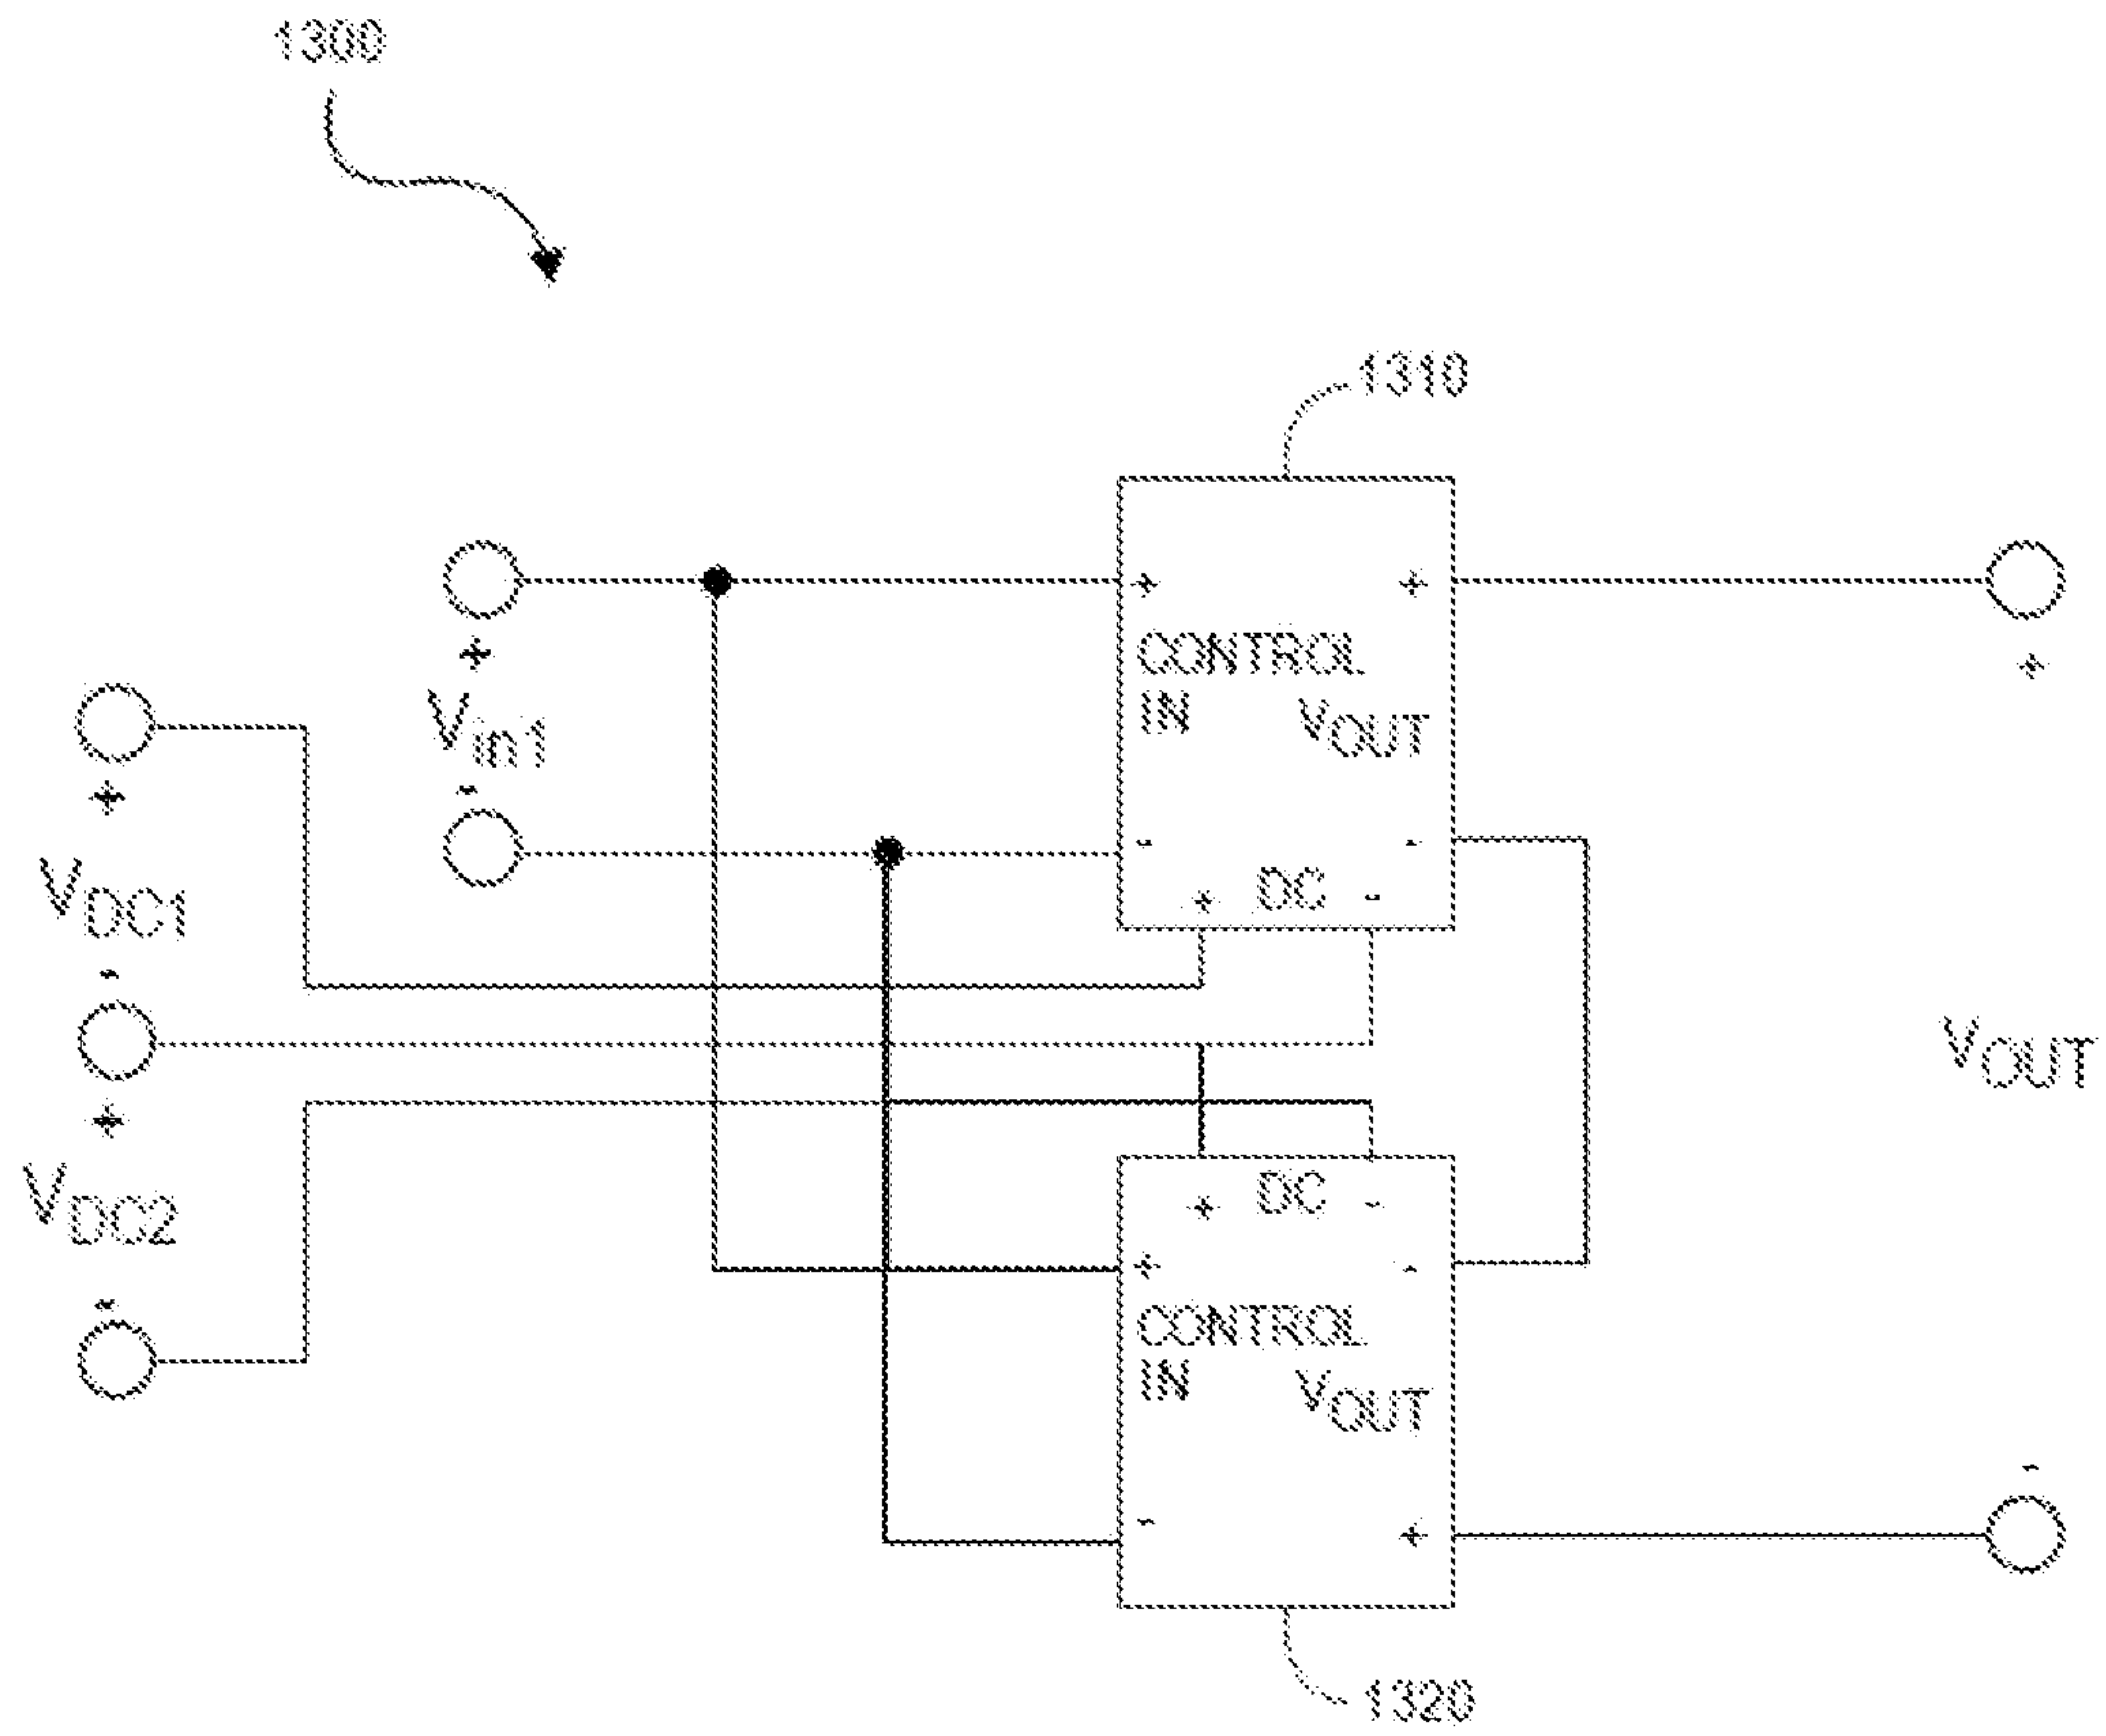 1300
1310
+ +
+
CONTROL
IN VOUT
+
Vin1
-
+
- -
+ DC -
VDC1
-
VOUT
+
VDC2
+ DC -
+ -
-
CONTROL
IN VOUT
-
- +
1320